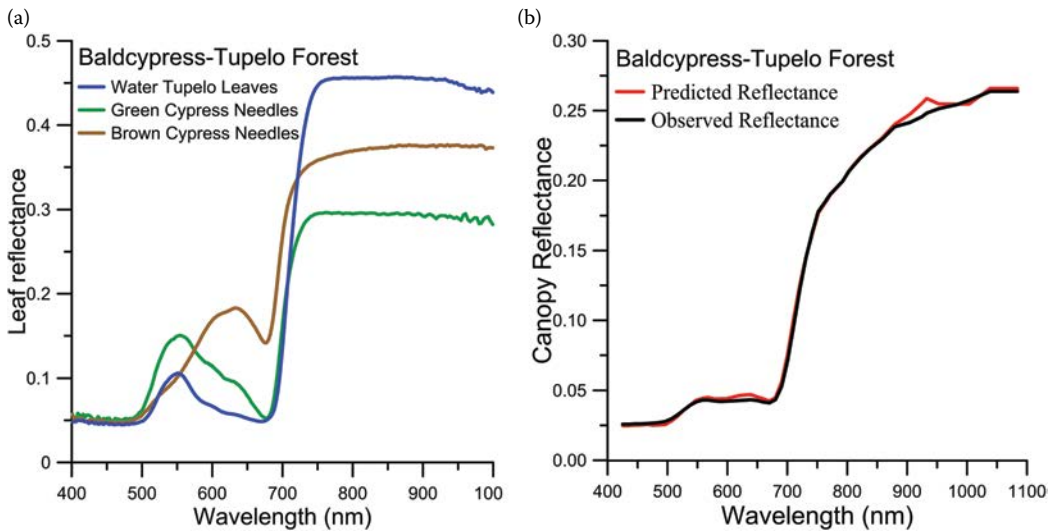 (a)
0.5
0.4
0.3
0.2
0.1
0
Leaf reflectance
Baldcypress-Tupelo Forest
Water Tupelo Leaves
Green Cypress Needles
Brown Cypress Needles
400 500 600 700 800 900 100
Wavelength (nm)
(b)
0.30
0.25
0.20
0.15
0.10
0.05
0.00
Canopy Reflectance
Baldcypress-Tupelo Forest
Predicted Reflectance
Observed Reflectance
400 500 600 700 800 900 1000 1100
Wavelength (nm)